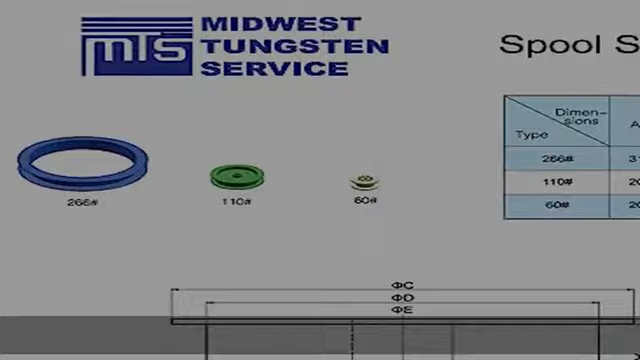 MTS
MIDWEST
TUNGSTEN
SERVICE
Spool S
Dimen-
sions
Type
A
266#
110#
60#
266#
110#
60#
ΦC
ΦD
ΦE